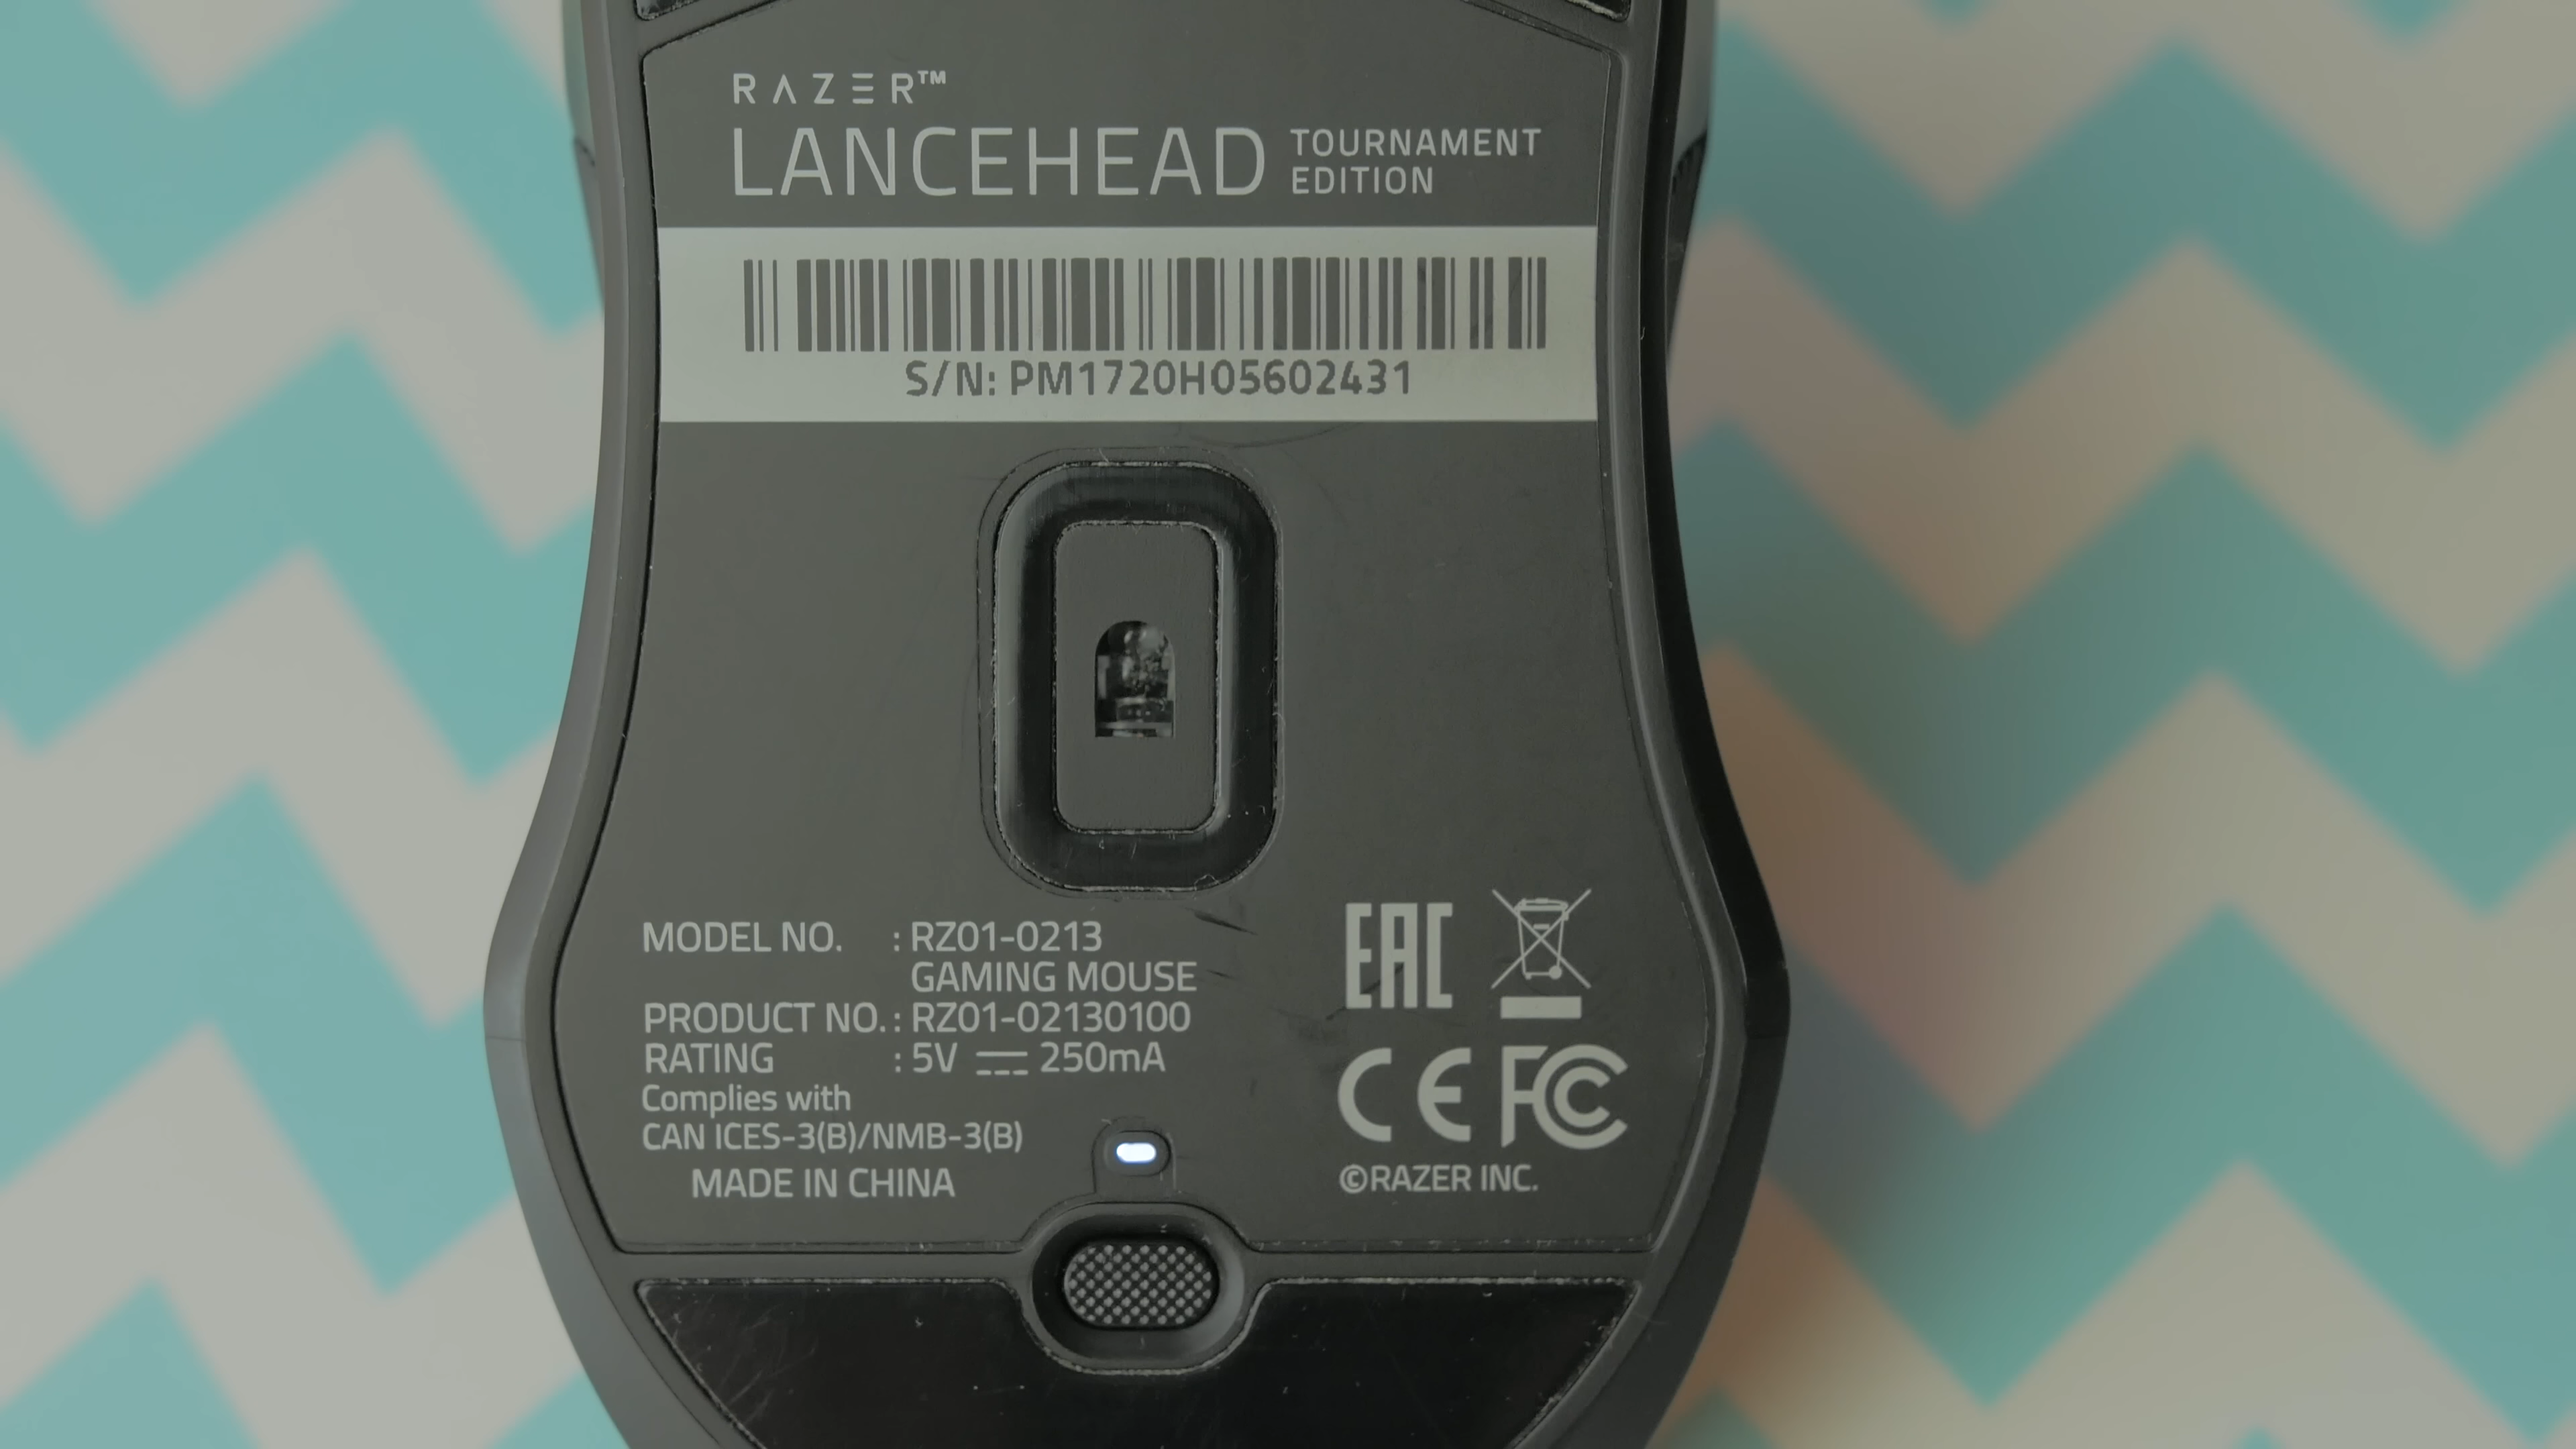 RAZER™
LANCEHEAD TOURNAMENT EDITION
S/N: PM1720H05602431
MODEL NO. : RZ01-0213
GAMING MOUSE
PRODUCT NO. : RZ01-02130100
RATING : 5V ⎓ 250mA
Complies with
CAN ICES-3(B)/NMB-3(B)
MADE IN CHINA
EAC
CE FC
©RAZER INC.